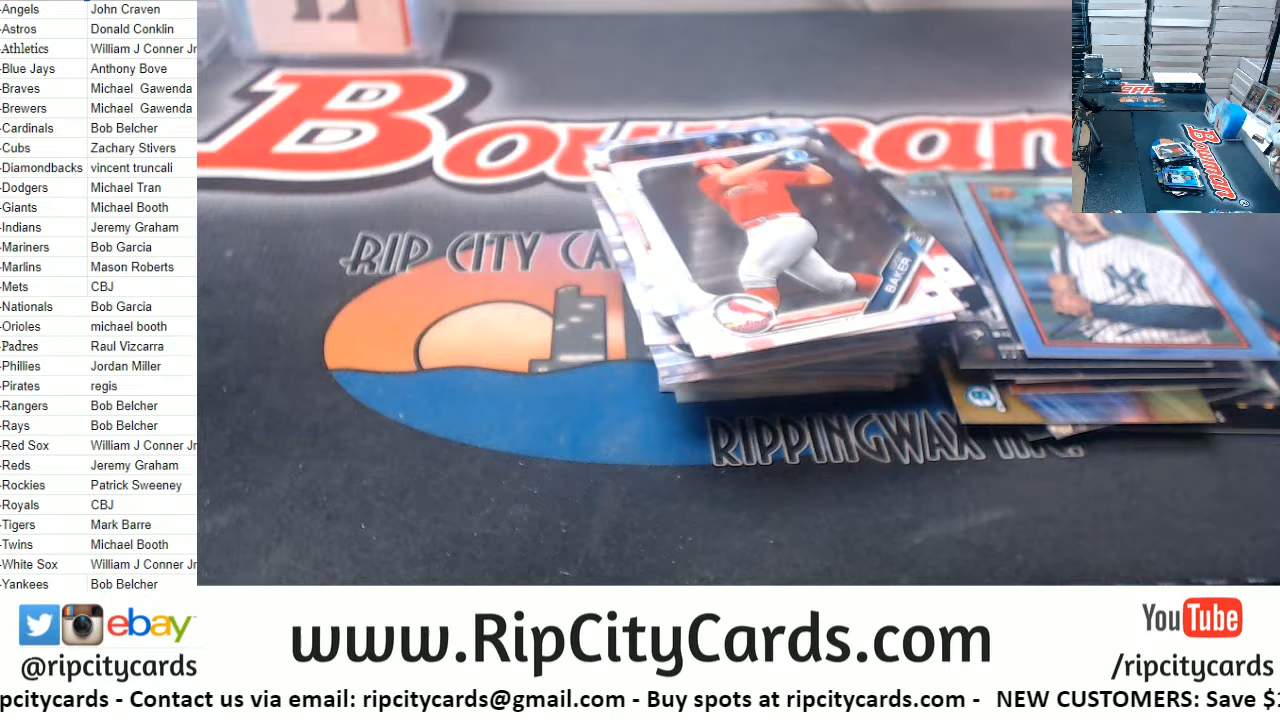 -Angels John Craven
-Astros Donald Conklin
-Athletics William J Conner Jr
-Blue Jays Anthony Bove
-Braves Michael Gawenda
-Brewers Michael Gawenda
-Cardinals Bob Belcher
-Cubs Zachary Stivers
-Diamondbacks vincent truncali
-Dodgers Michael Tran
-Giants Michael Booth
-Indians Jeremy Graham
-Mariners Bob Garcia
-Marlins Mason Roberts
-Mets CBJ
-Nationals Bob Garcia
-Orioles michael booth
-Padres Raul Vizcarra
-Phillies Jordan Miller
-Pirates regis
-Rangers Bob Belcher
-Rays Bob Belcher
-Red Sox William J Conner Jr
-Reds Jeremy Graham
-Rockies Patrick Sweeney
-Royals CBJ
-Tigers Mark Barre
-Twins Michael Booth
-White Sox William J Conner Jr
-Yankees Bob Belcher
Bowman
RIP CITY CA
BAKER
NY
RIPPINGWAX
Bowman
ebay
@ripcitycards
www.RipCityCards.com
YouTube
/ripcitycards
pcitycards - Contact us via email: ripcitycards@gmail.com - Buy spots at ripcitycards.com - NEW CUSTOMERS: Save $